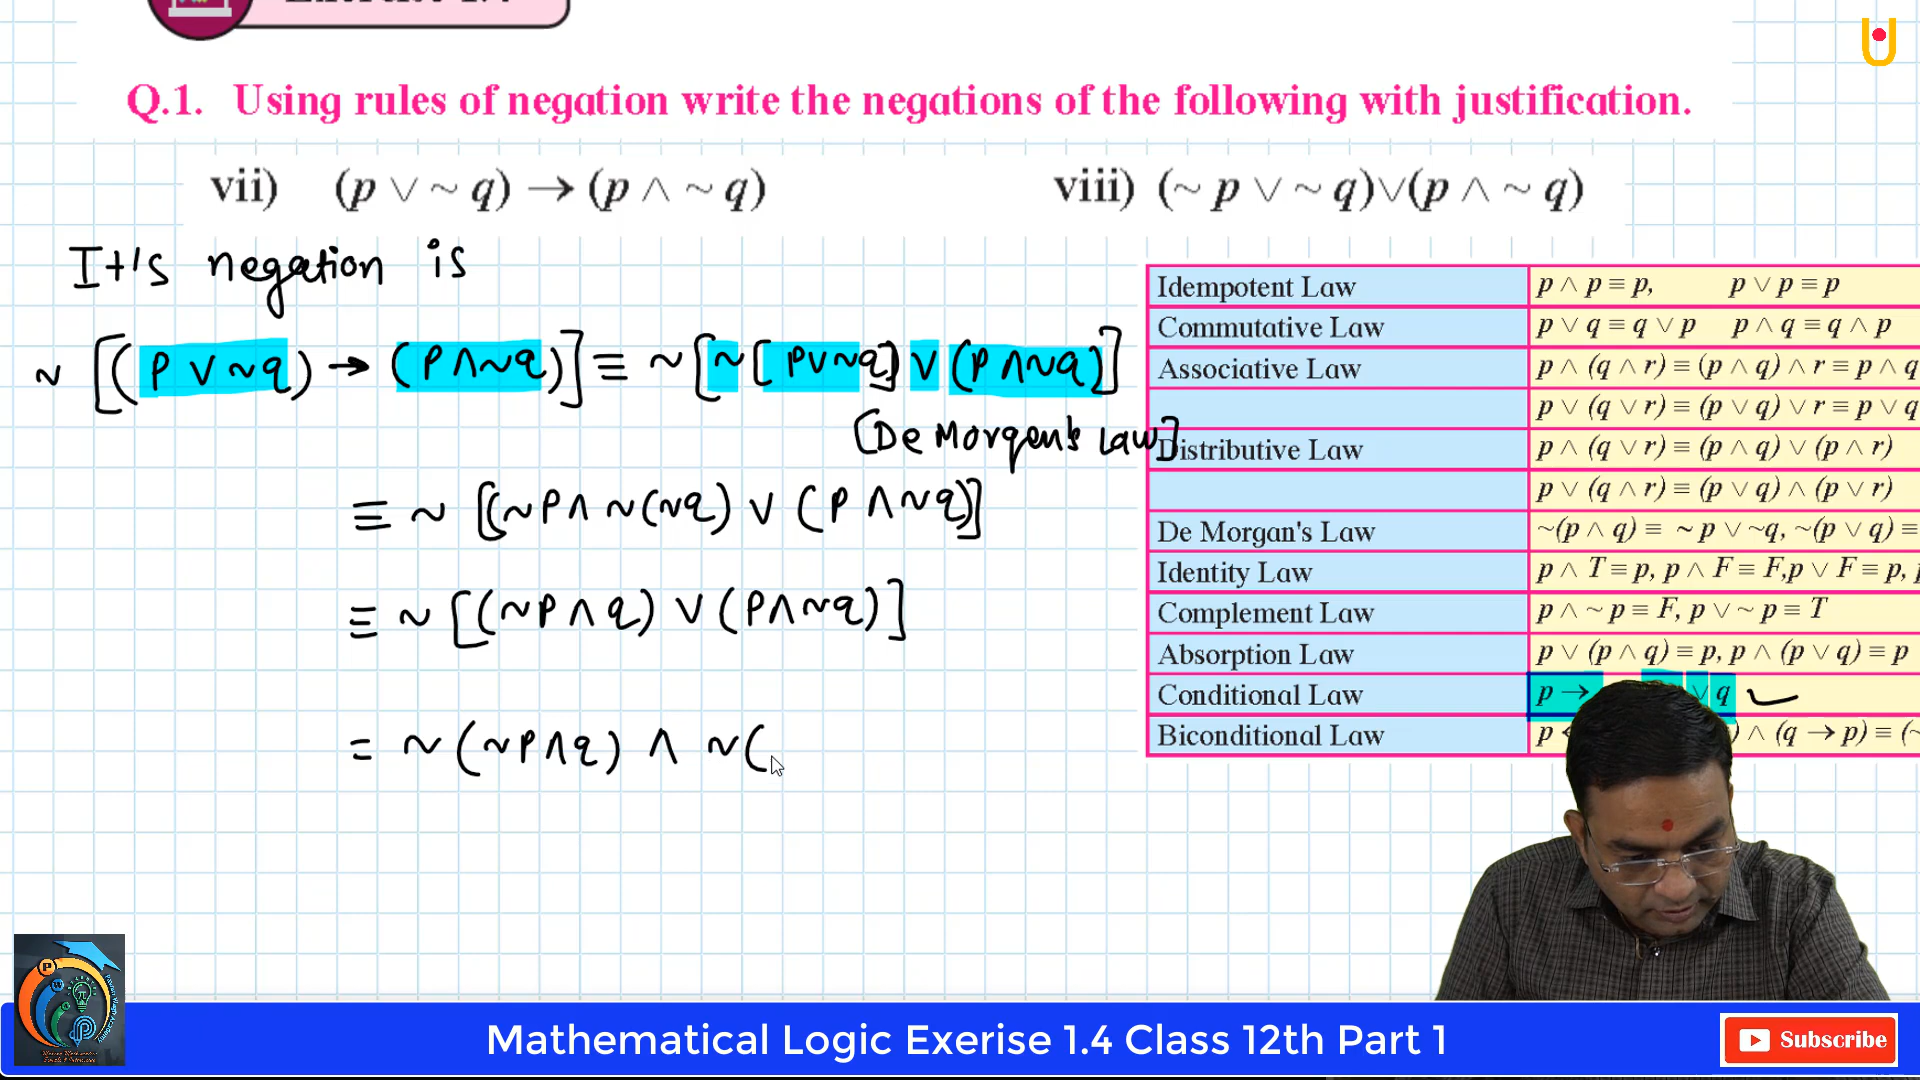 Q.1. Using rules of negation write the negations of the following with justification.
vii) (p ∨ ~ q) → (p ∧ ~ q)
viii) (~ p ∨ ~ q)∨(p ∧ ~ q)
It's negation is
~ [(p ∨ ~q) → (p ∧ ~q)] ≡ ~ [~ [p ∨ ~q] ∨ (p ∧ ~q)]
[De Morgen's Law]
≡ ~ [(~p ∧ ~(~q) ∨ (p ∧ ~q)]
≡ ~ [(~p ∧ q) ∨ (p ∧ ~q)]
= ~ (~p ∧ q) ∧ ~(
Idempotent Law p ∧ p ≡ p, p ∨ p ≡ p
Commutative Law p ∨ q ≡ q ∨ p p ∧ q ≡ q ∧ p
Associative Law p ∧ (q ∧ r) ≡ (p ∧ q) ∧ r ≡ p ∧ q
p ∨ (q ∨ r) ≡ (p ∨ q) ∨ r ≡ p ∨ q
Distributive Law p ∧ (q ∨ r) ≡ (p ∧ q) ∨ (p ∧ r)
p ∨ (q ∧ r) ≡ (p ∨ q) ∧ (p ∨ r)
De Morgan's Law ~(p ∧ q) ≡ ~ p ∨ ~q, ~(p ∨ q) ≡
Identity Law p ∧ T ≡ p, p ∧ F ≡ F, p ∨ F ≡ p,
Complement Law p ∧ ~ p ≡ F, p ∨ ~ p ≡ T
Absorption Law p ∨ (p ∧ q) ≡ p, p ∧ (p ∨ q) ≡ p
Conditional Law p → ∨ q
Biconditional Law p ) ∧ (q → p) ≡ (~
Mathematical Logic Exerise 1.4 Class 12th Part 1
Subscribe